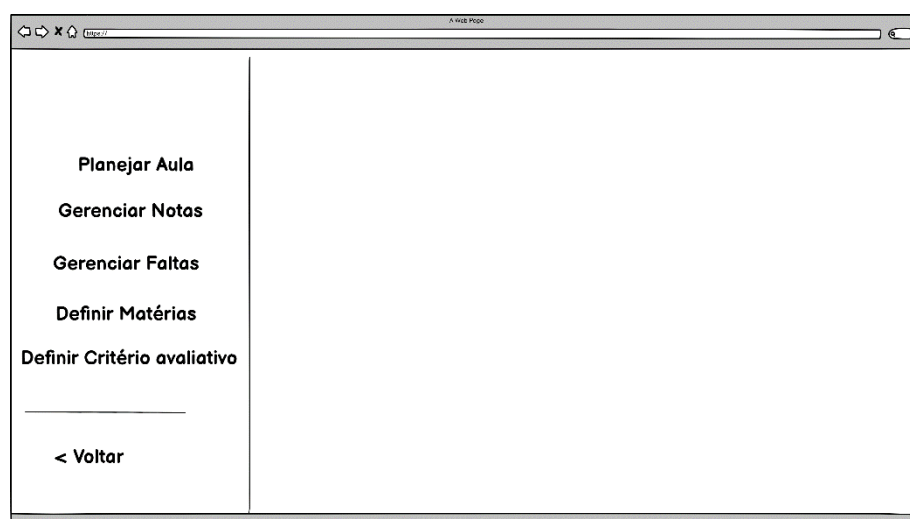 A Web Page
https://
Planejar Aula
Gerenciar Notas
Gerenciar Faltas
Definir Matérias
Definir Critério avaliativo
< Voltar